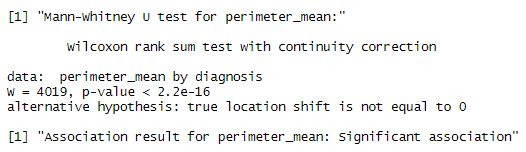 [1] "Mann-Whitney U test for perimeter_mean:"
Wilcoxon rank sum test with continuity correction
data:  perimeter_mean by diagnosis
W = 4019, p-value < 2.2e-16
alternative hypothesis: true location shift is not equal to 0
[1] "Association result for perimeter_mean: Significant association"